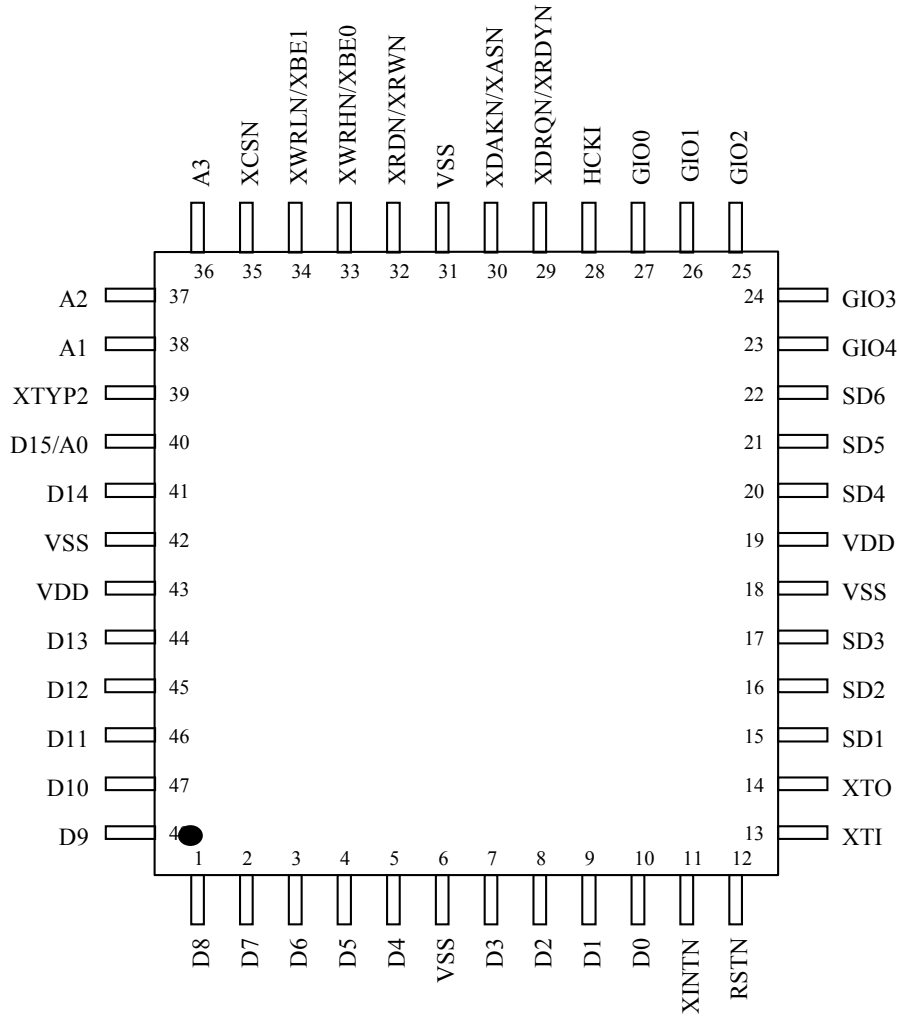 A3 XCSN XWRLN/XBE1 XWRHN/XBE0 XRDN/XRWN VSS XDAKN/XASN XDRQN/XRDYN HCKI GIO0 GIO1 GIO2
36 35 34 33 32 31 30 29 28 27 26 25
A2 37 24 GIO3
A1 38 23 GIO4
XTYP2 39 22 SD6
D15/A0 40 21 SD5
D14 41 20 SD4
VSS 42 19 VDD
VDD 43 18 VSS
D13 44 17 SD3
D12 45 16 SD2
D11 46 15 SD1
D10 47 14 XTO
D9 13 XTI
1 2 3 4 5 6 7 8 9 10 11 12
D8 D7 D6 D5 D4 VSS D3 D2 D1 D0 XINTN RSTN